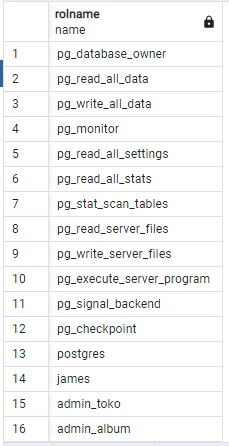 rolname
name
1 pg_database_owner
2 pg_read_all_data
3 pg_write_all_data
4 pg_monitor
5 pg_read_all_settings
6 pg_read_all_stats
7 pg_stat_scan_tables
8 pg_read_server_files
9 pg_write_server_files
10 pg_execute_server_program
11 pg_signal_backend
12 pg_checkpoint
13 postgres
14 james
15 admin_toko
16 admin_album